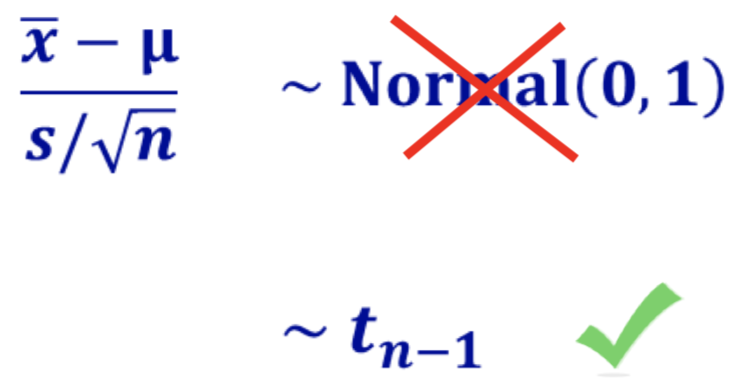 x̄ − μ
s/√n
~ Normal(0, 1)
~ tₙ₋₁